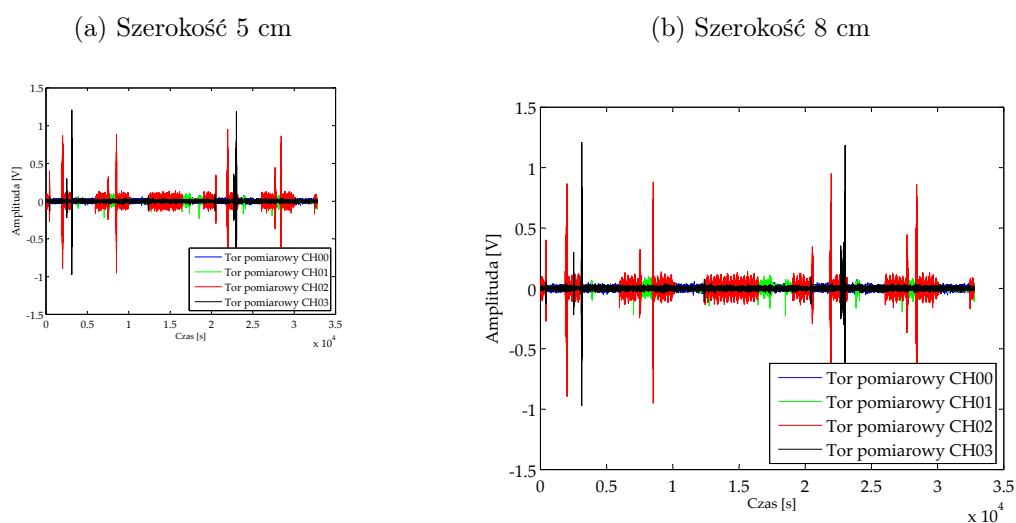 (a) Szerokość 5 cm
(b) Szerokość 8 cm
1.5
1
0.5
0
-0.5
-1
-1.5
Amplituda [V]
Tor pomiarowy CH00
Tor pomiarowy CH01
Tor pomiarowy CH02
Tor pomiarowy CH03
0 0.5 1 1.5 2 2.5 3 3.5
Czas [s]
x 10⁴
1.5
1
0.5
0
-0.5
-1
-1.5
Amplituda [V]
Tor pomiarowy CH00
Tor pomiarowy CH01
Tor pomiarowy CH02
Tor pomiarowy CH03
0 0.5 1 1.5 2 2.5 3 3.5
Czas [s]
x 10⁴